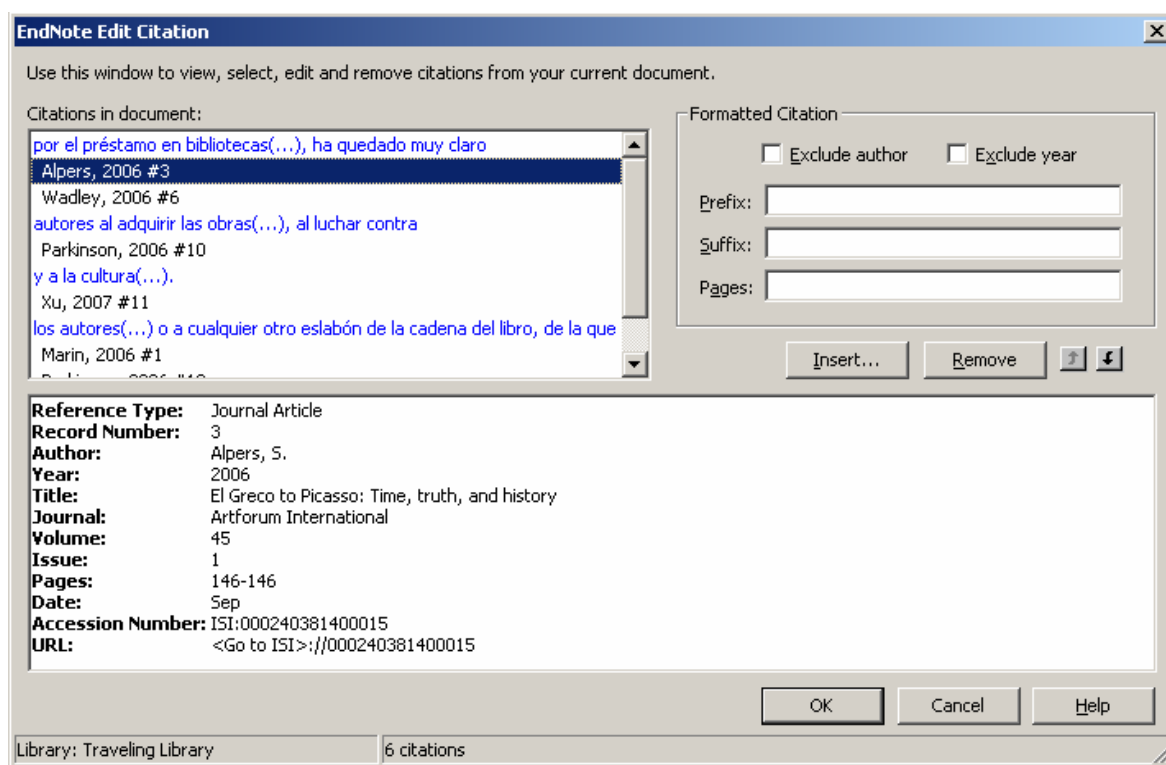 EndNote Edit Citation
Use this window to view, select, edit and remove citations from your current document.
Citations in document:
por el préstamo en bibliotecas(...), ha quedado muy claro
Alpers, 2006 #3
Wadley, 2006 #6
autores al adquirir las obras(...), al luchar contra
Parkinson, 2006 #10
y a la cultura(...).
Xu, 2007 #11
los autores(...) o a cualquier otro eslabón de la cadena del libro, de la que
Marin, 2006 #1
Formatted Citation
Exclude author Exclude year
Prefix:
Suffix:
Pages:
Insert... Remove
Reference Type: Journal Article
Record Number: 3
Author: Alpers, S.
Year: 2006
Title: El Greco to Picasso: Time, truth, and history
Journal: Artforum International
Volume: 45
Issue: 1
Pages: 146-146
Date: Sep
Accession Number: ISI:000240381400015
URL: <Go to ISI>://000240381400015
OK Cancel Help
Library: Traveling Library 6 citations